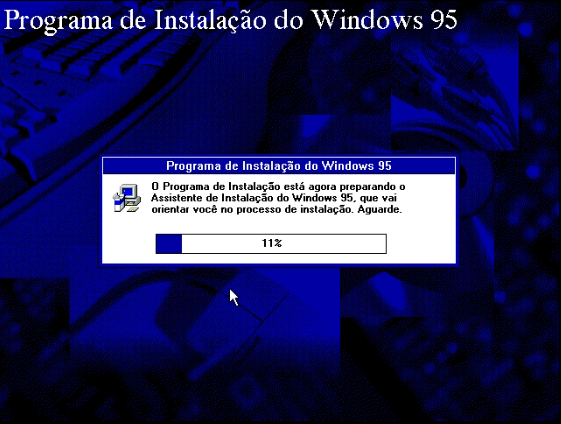 Programa de Instalação do Windows 95
Programa de Instalação do Windows 95
O Programa de Instalação está agora preparando o
Assistente de Instalação do Windows 95, que vai
orientar você no processo de instalação. Aguarde.
11%